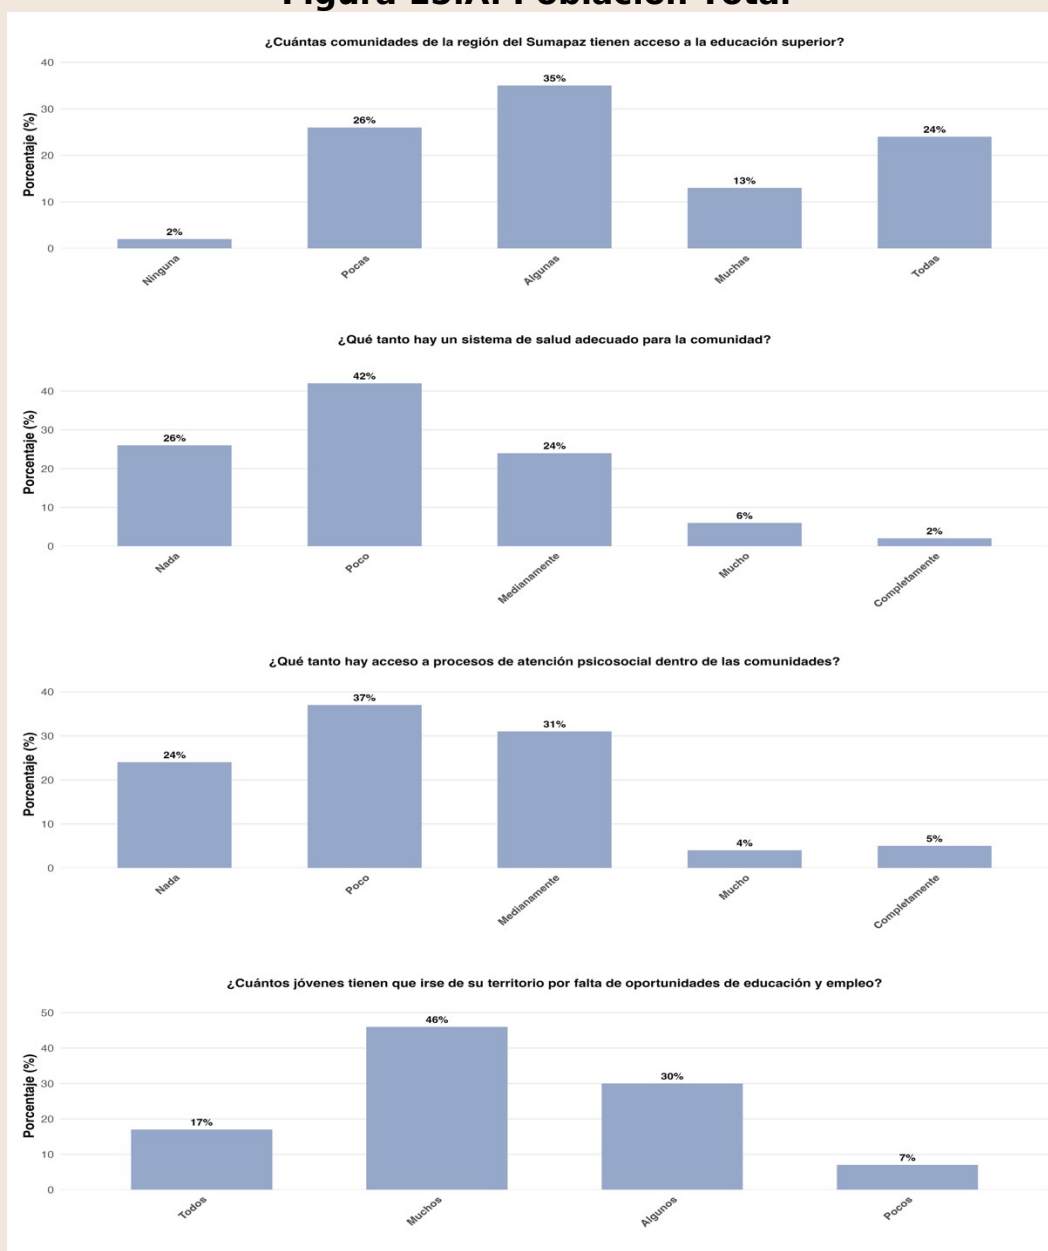 ¿Cuántas comunidades de la región del Sumapaz tienen acceso a la educación superior?
Porcentaje (%)
40
30
20
10
0
2%
26%
35%
13%
24%
Ninguna
Pocas
Algunas
Muchas
Todas
¿Qué tanto hay un sistema de salud adecuado para la comunidad?
Porcentaje (%)
40
30
20
10
0
26%
42%
24%
6%
2%
Nada
Poco
Medianamente
Mucho
Completamente
¿Qué tanto hay acceso a procesos de atención psicosocial dentro de las comunidades?
Porcentaje (%)
40
30
20
10
0
24%
37%
31%
4%
5%
Nada
Poco
Medianamente
Mucho
Completamente
¿Cuántos jóvenes tienen que irse de su territorio por falta de oportunidades de educación y empleo?
Porcentaje (%)
50
40
30
20
10
0
17%
46%
30%
7%
Todos
Muchos
Algunos
Pocos